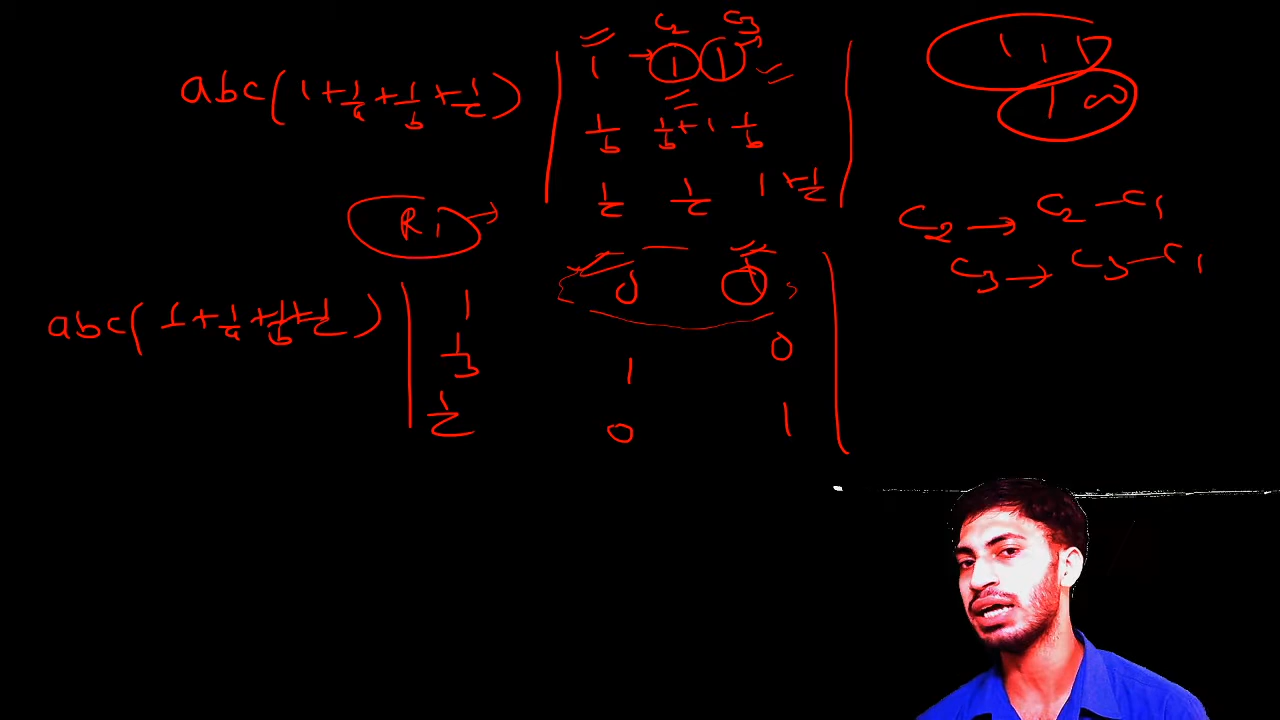 C₂ C₃
abc(1 + 1/a + 1/b + 1/c) | 1 → 1 1 |
| 1/b 1/b + 1 1/b |
| 1/c 1/c 1 + 1/c |
1 1 1
1 0 0
R₁ →
C₂ → C₂ – C₁
C₃ → C₃ – C₁
abc(1 + 1/a + 1/b + 1/c) | 1 0 0 |
| 1/b 1 0 |
| 1/c 0 1 |